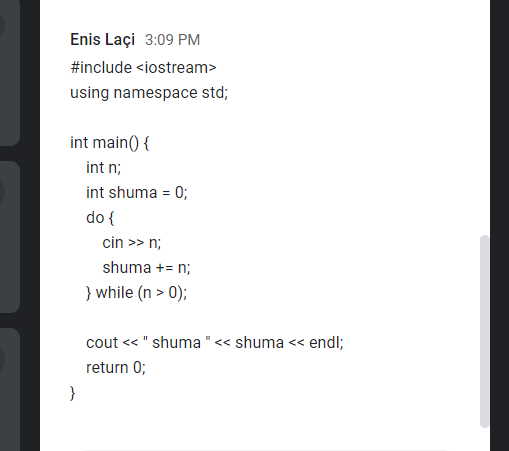 Enis Laçi 3:09 PM
#include <iostream>
using namespace std;
int main() {
int n;
int shuma = 0;
do {
cin >> n;
shuma += n;
} while (n > 0);
cout << " shuma " << shuma << endl;
return 0;
}